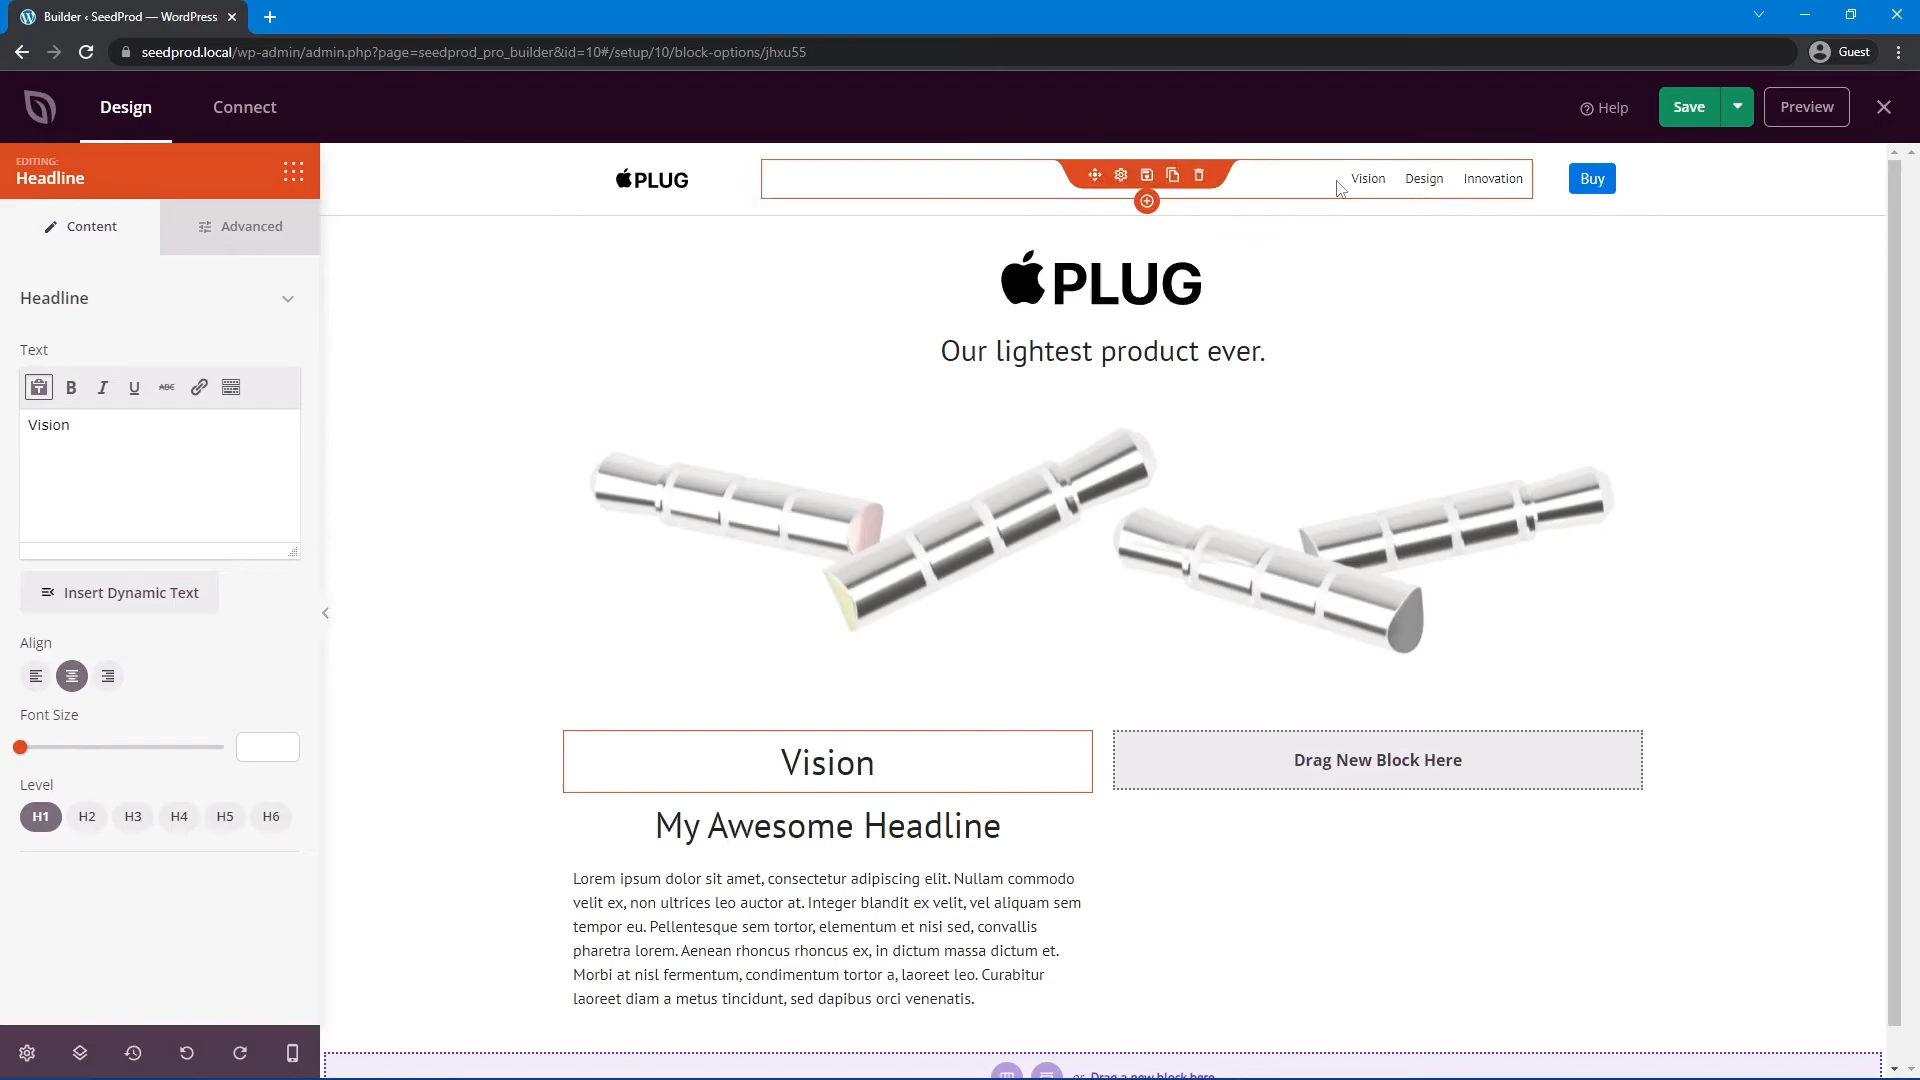 Builder ‹ SeedProd — WordPress
seedprod.local/wp-admin/admin.php?page=seedprod_pro_builder&id=10#/setup/10/block-options/jhxu55
Guest
Design
Connect
Help
Save
Preview
EDITING:
Headline
PLUG
Vision
Design
Innovation
Buy
Content
Advanced
Headline
Text
B I U ABC
Vision
Insert Dynamic Text
Align
Font Size
Level
H1 H2 H3 H4 H5 H6
PLUG
Our lightest product ever.
Vision
Drag New Block Here
My Awesome Headline
Lorem ipsum dolor sit amet, consectetur adipiscing elit. Nullam commodo
velit ex, non ultrices leo auctor at. Integer blandit ex velit, vel aliquam sem
tempor eu. Pellentesque sem tortor, elementum et nisi sed, convallis
pharetra lorem. Aenean rhoncus rhoncus ex, in dictum massa dictum et.
Morbi at nisl fermentum, condimentum tortor a, laoreet leo. Curabitur
laoreet diam a metus tincidunt, sed dapibus orci venenatis.
or Drag a new block here